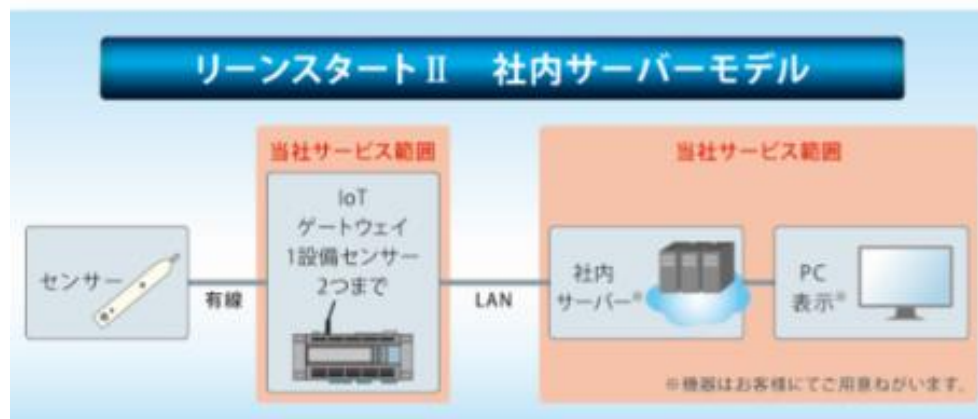 リーンスタートⅡ 社内サーバーモデル
当社サービス範囲
当社サービス範囲
IoT
ゲートウェイ
1設備センサー
2つまで
センサー
有線
LAN
社内
サーバー※
PC
表示※
※機器はお客様にてご用意ねがいます。